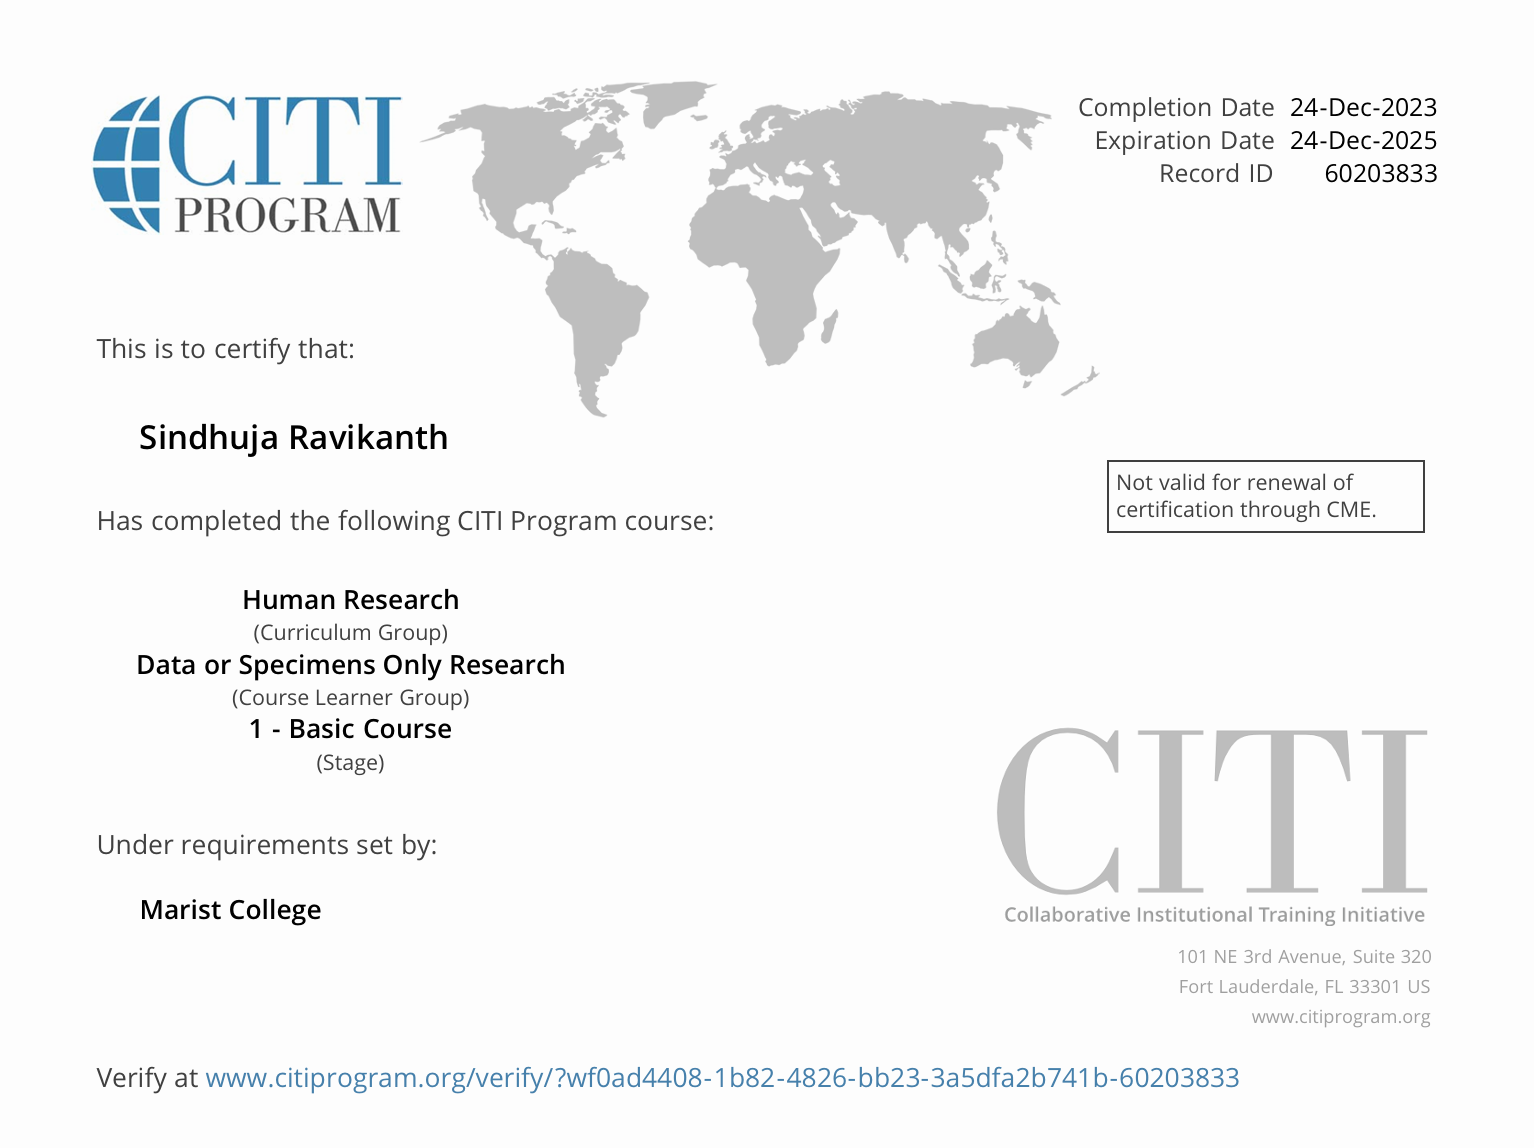 CITI
PROGRAM
Completion Date 24-Dec-2023
Expiration Date 24-Dec-2025
Record ID 60203833
This is to certify that:
Sindhuja Ravikanth
Not valid for renewal of
certification through CME.
Has completed the following CITI Program course:
Human Research
(Curriculum Group)
Data or Specimens Only Research
(Course Learner Group)
1 - Basic Course
(Stage)
Under requirements set by:
Marist College
CITI
Collaborative Institutional Training Initiative
101 NE 3rd Avenue, Suite 320
Fort Lauderdale, FL 33301 US
www.citiprogram.org
Verify at www.citiprogram.org/verify/?wf0ad4408-1b82-4826-bb23-3a5dfa2b741b-60203833